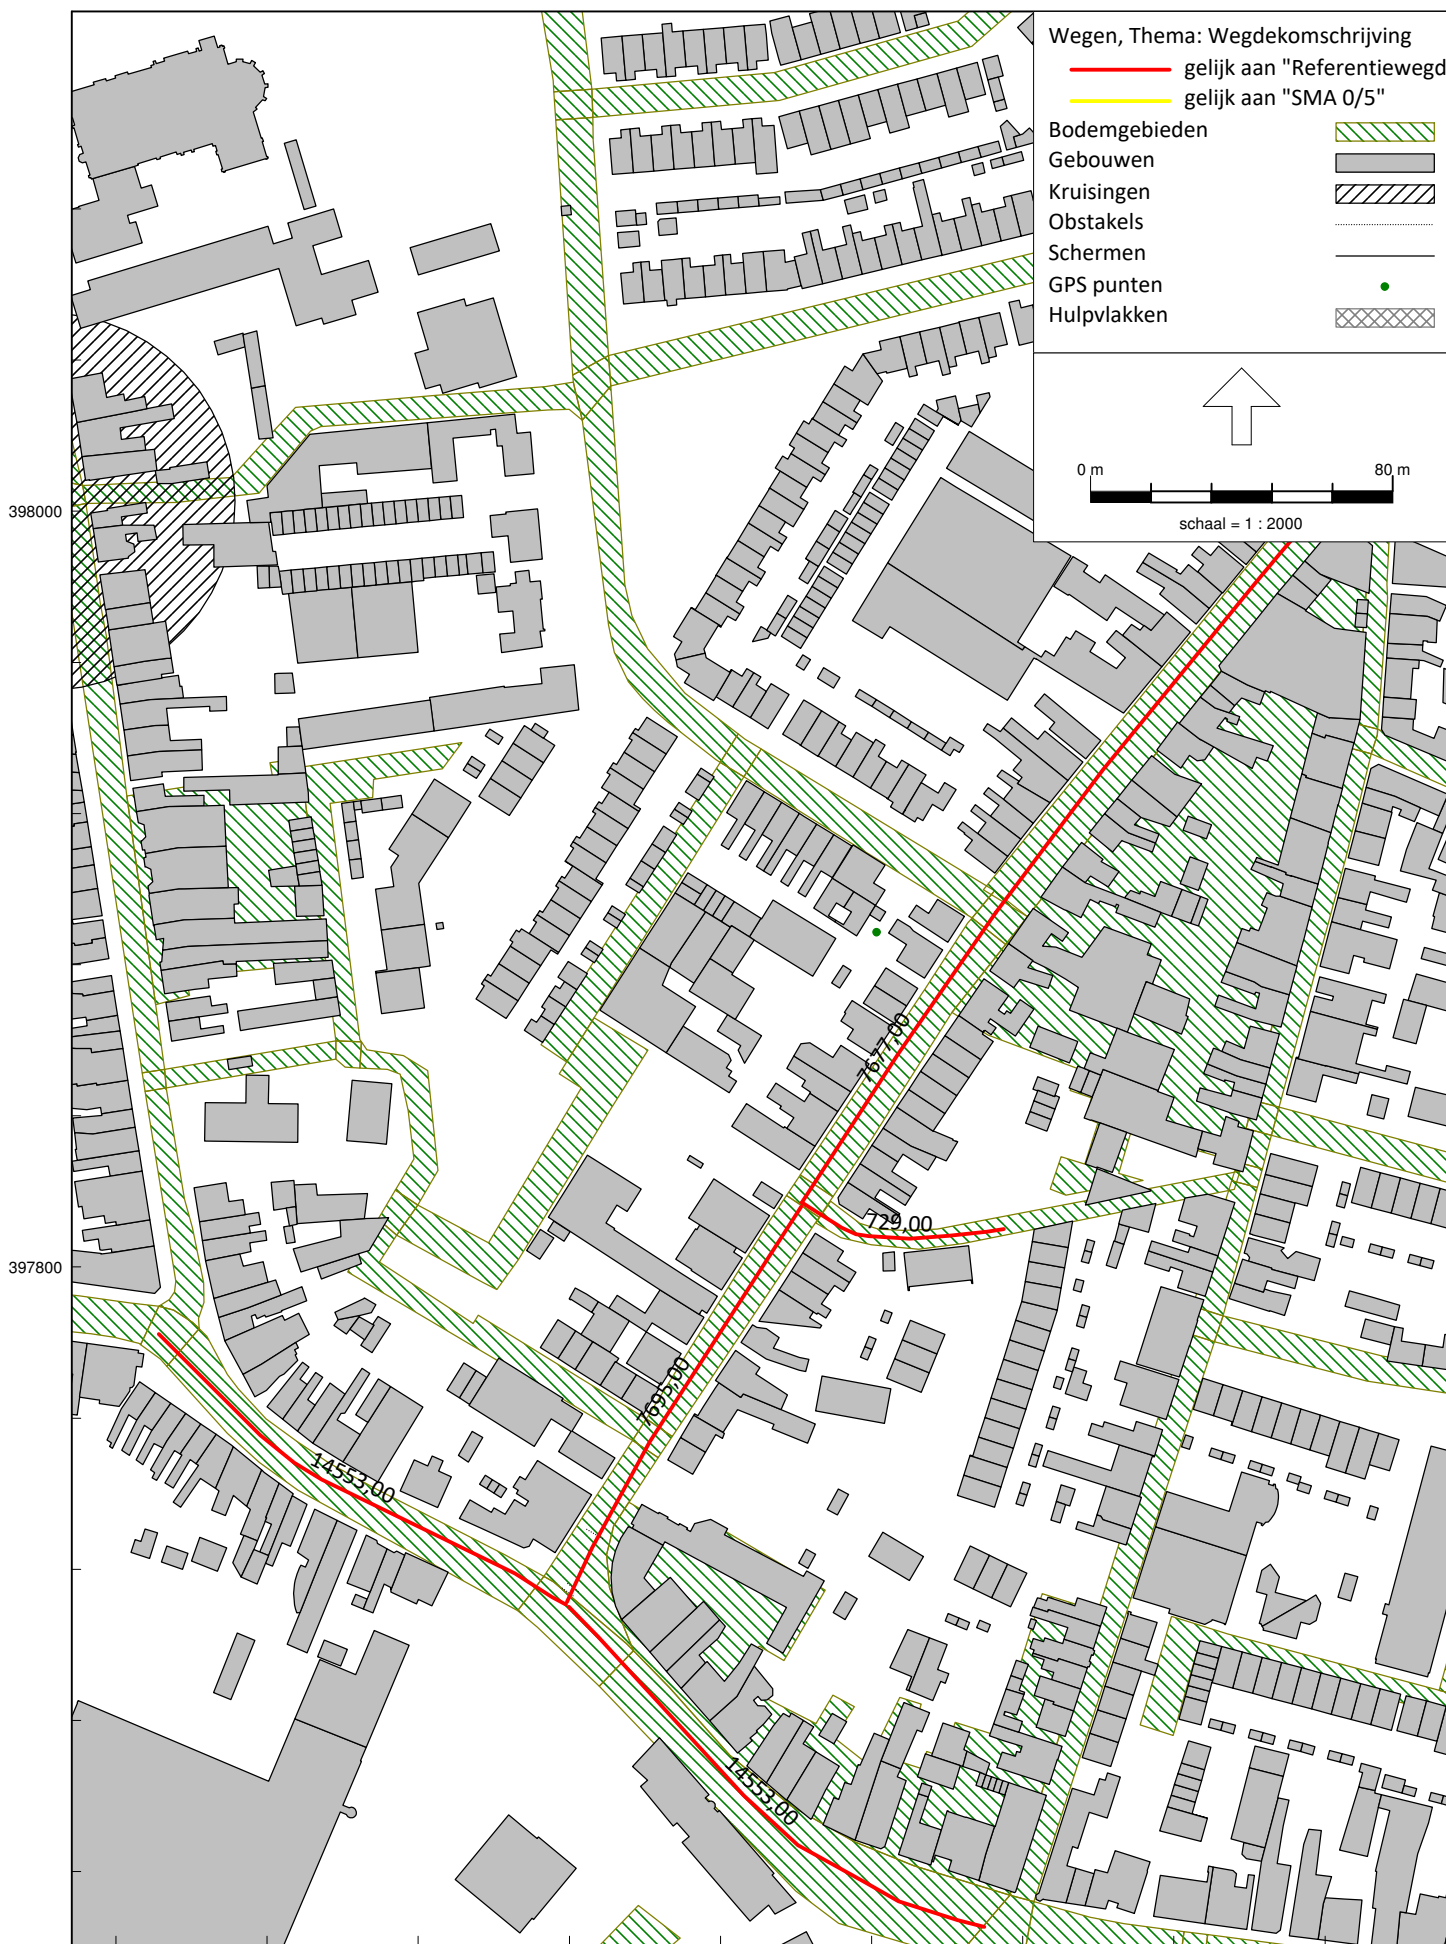 Wegen, Thema: Wegdekomschrijving
gelijk aan "Referentiewegd
gelijk aan "SMA 0/5"
Bodemgebieden
Gebouwen
Kruisingen
Obstakels
Schermen
GPS punten
Hulpvlakken
0 m 80 m
schaal = 1 : 2000
398000
7677,00
729,00
397800
7695,00
14553,00
14553,00